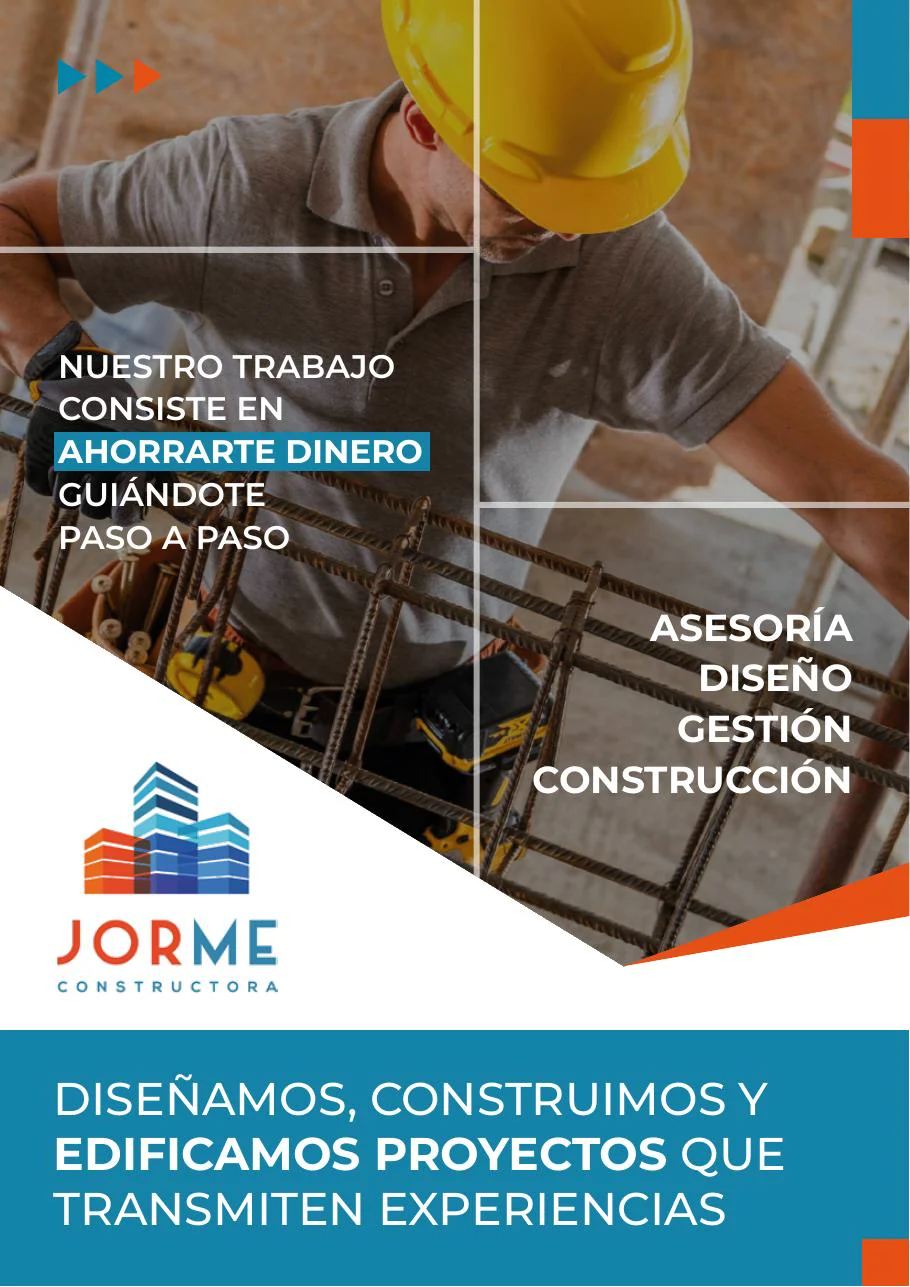 NUESTRO TRABAJO
CONSISTE EN
AHORRARTE DINERO
GUIÁNDOTE
PASO A PASO
ASESORÍA
DISEÑO
GESTIÓN
CONSTRUCCIÓN
JORME
CONSTRUCTORA
DISEÑAMOS, CONSTRUIMOS Y
EDIFICAMOS PROYECTOS QUE
TRANSMITEN EXPERIENCIAS